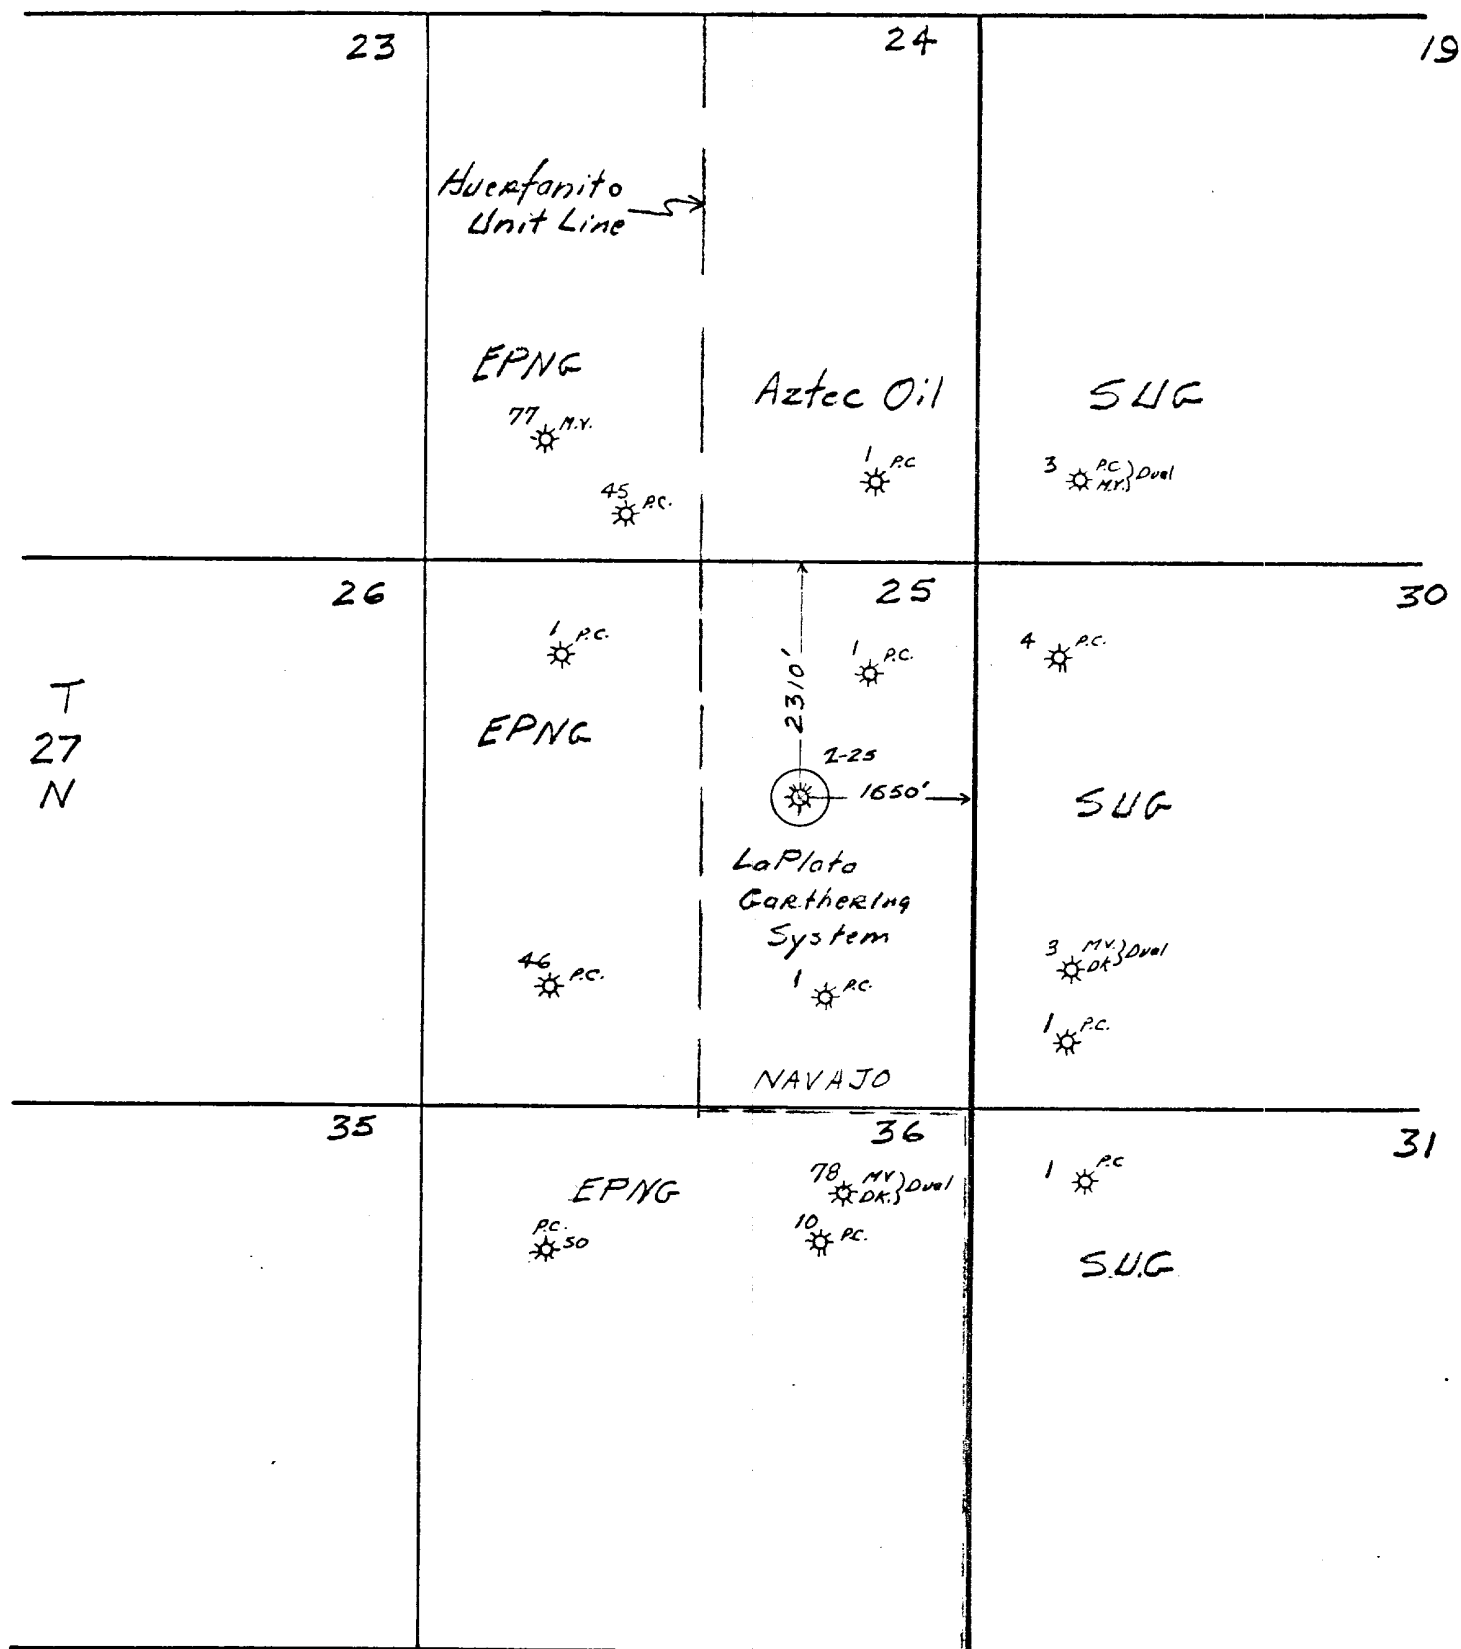 23
24
19
Huerfanito
Unit Line
EPNG
77 M.V.
45 P.C.
Aztec Oil
1 P.C
SUG
3 P.C
M.V. } Dual
26
25
30
1 P.C.
EPNG
2310'
1 P.C.
4 P.C.
T
27
N
2-25
1650'
SUG
LaPlata
Garthering
System
46 P.C.
1 P.C.
3 MV.
DK } Dual
1 P.C.
NAVAJO
35
36
31
EPNG
P.C.
50
78 MV
DK. } Dual
10 P.C.
1 P.C
S.U.G